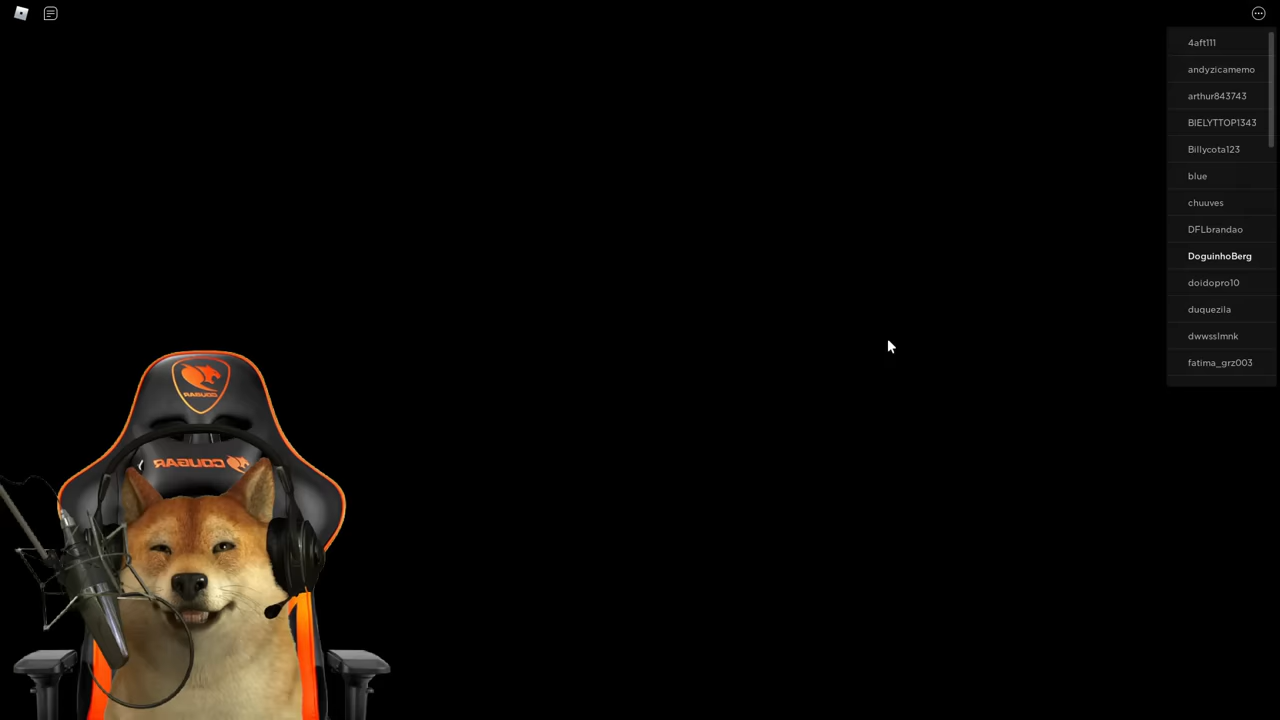 4aft111
andyzicamemo
arthur843743
BIELYTTOP1343
Billycota123
blue
chuuves
DFLbrandao
DoguinhoBerg
doidopro10
duquezila
dwwsslmnk
fatima_grz003
COUGAR
COUGAR